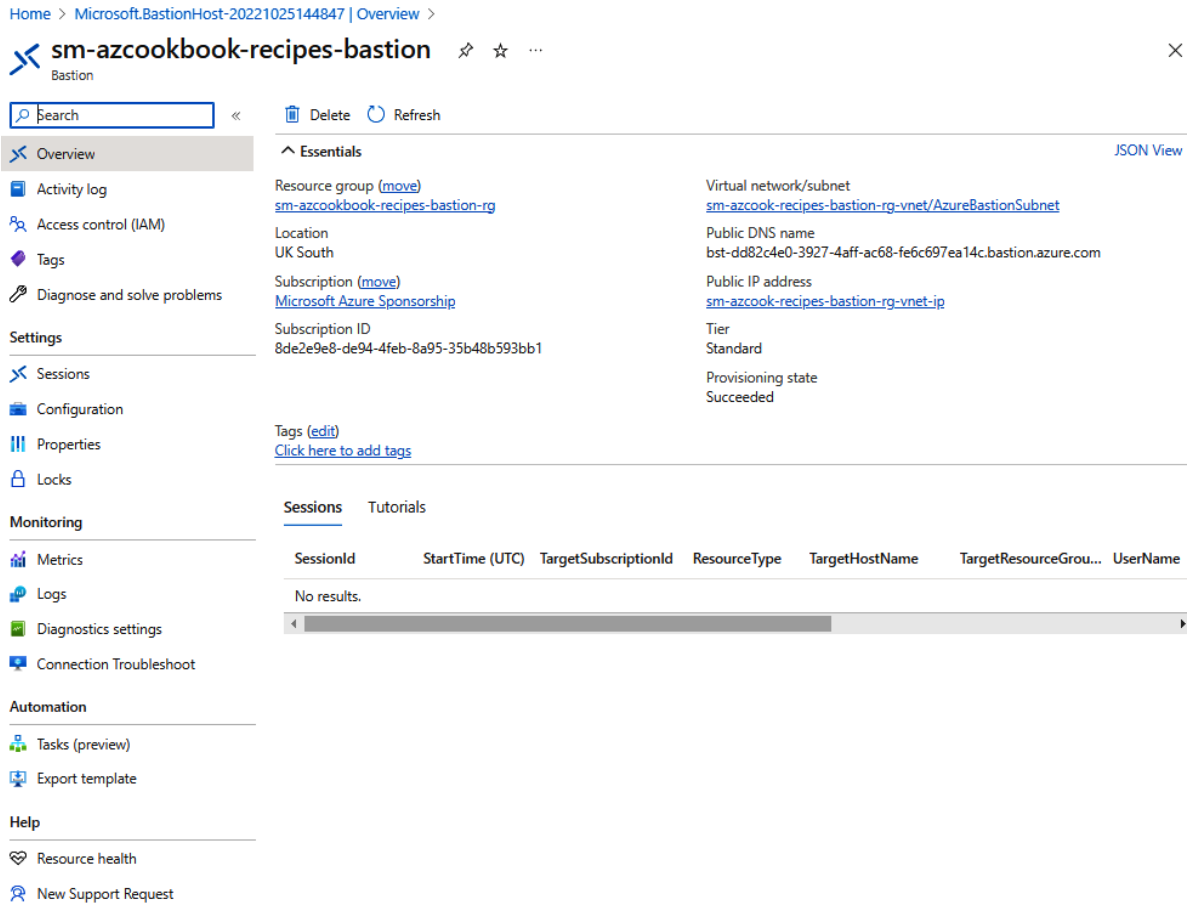 Home > Microsoft.BastionHost-20221025144847 | Overview >
sm-azcookbook-recipes-bastion
Bastion
Search
Overview
Activity log
Access control (IAM)
Tags
Diagnose and solve problems
Settings
Sessions
Configuration
Properties
Locks
Monitoring
Metrics
Logs
Diagnostics settings
Connection Troubleshoot
Automation
Tasks (preview)
Export template
Help
Resource health
New Support Request
Delete
Refresh
Essentials
JSON View
Resource group (move)
sm-azcookbook-recipes-bastion-rg
Location
UK South
Subscription (move)
Microsoft Azure Sponsorship
Subscription ID
8de2e9e8-de94-4feb-8a95-35b48b593bb1
Virtual network/subnet
sm-azcook-recipes-bastion-rg-vnet/AzureBastionSubnet
Public DNS name
bst-dd82c4e0-3927-4aff-ac68-fe6c697ea14c.bastion.azure.com
Public IP address
sm-azcook-recipes-bastion-rg-vnet-ip
Tier
Standard
Provisioning state
Succeeded
Tags (edit)
Click here to add tags
Sessions Tutorials
SessionId StartTime (UTC) TargetSubscriptionId ResourceType TargetHostName TargetResourceGrou... UserName
No results.